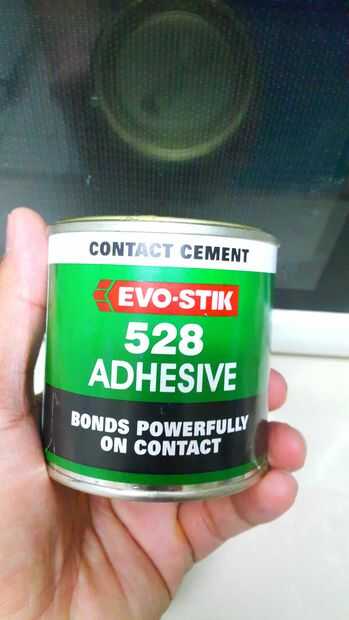 CONTACT CEMENT
EVO-STIK
528
ADHESIVE
BONDS POWERFULLY
ON CONTACT